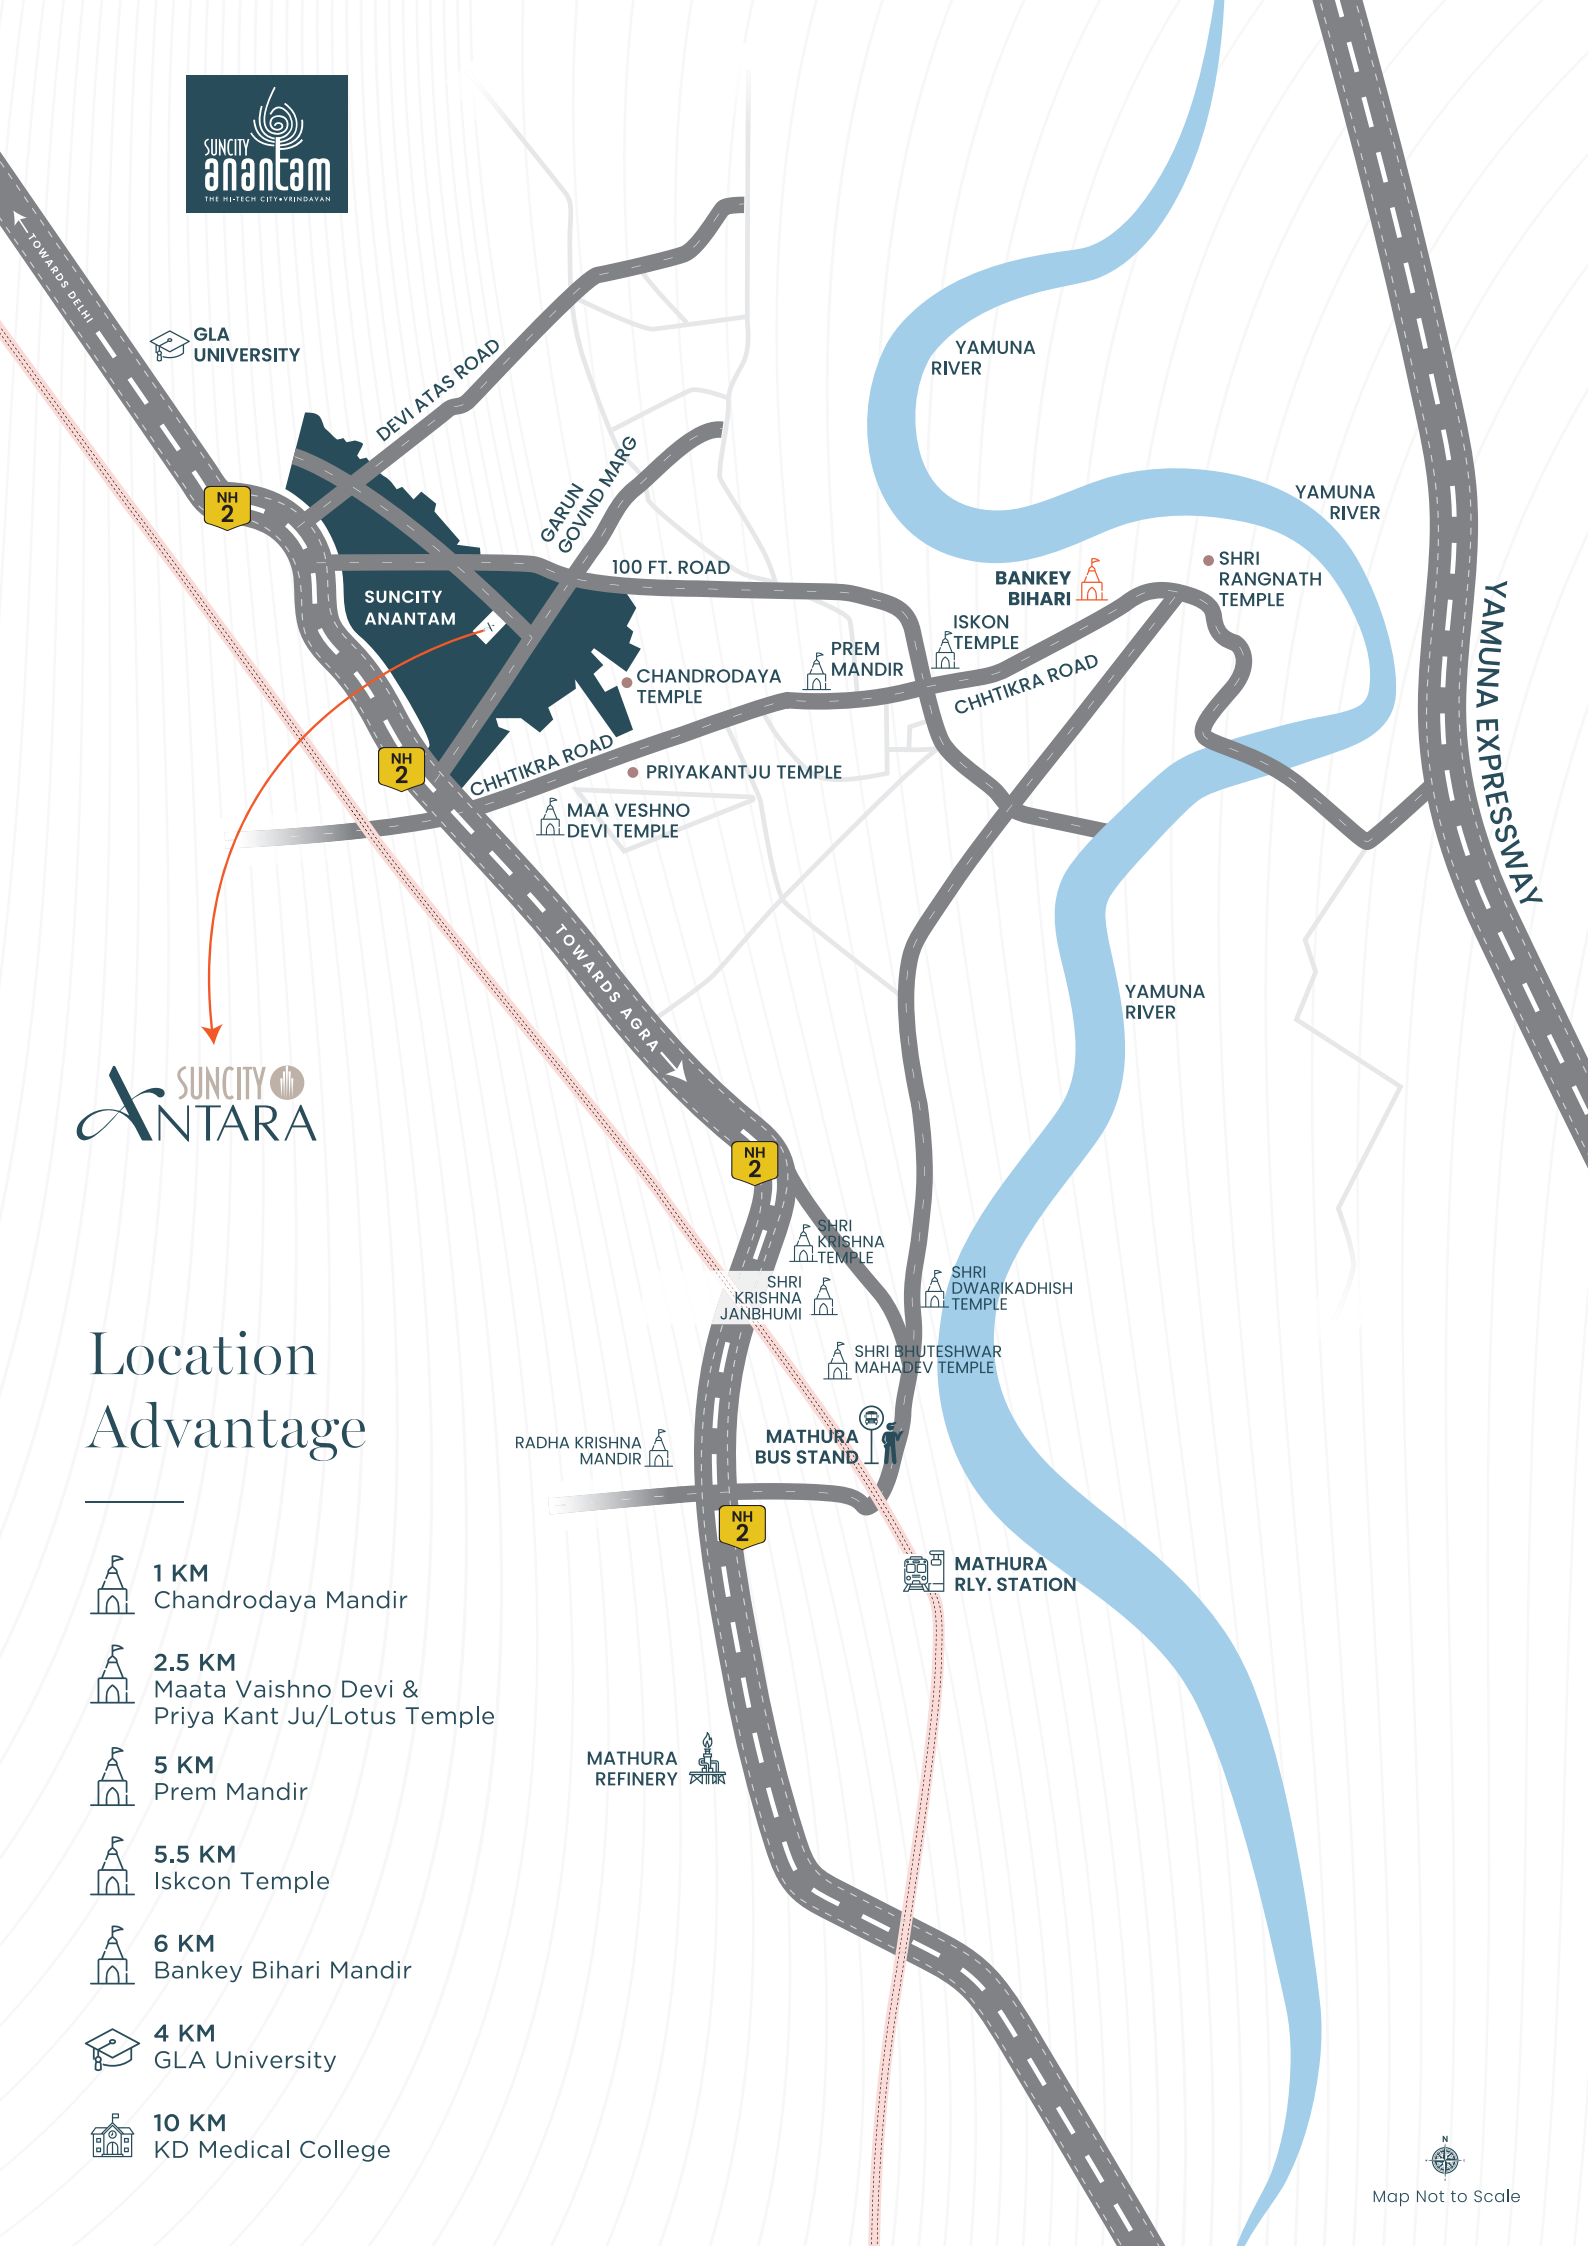 SUNCITY
anantam
THE HI-TECH CITY•VRINDAVAN
TOWARDS DELHI
GLA
UNIVERSITY
DEVI ATAS ROAD
YAMUNA
RIVER
GARUN
GOVIND MARG
NH
2
YAMUNA
RIVER
100 FT. ROAD
SHRI
RANGNATH
TEMPLE
BANKEY
BIHARI
SUNCITY
ANANTAM
ISKON
TEMPLE
PREM
MANDIR
CHANDRODAYA
TEMPLE
CHHTIKRA ROAD
YAMUNA EXPRESSWAY
CHHTIKRA ROAD
NH
2
PRIYAKANTJU TEMPLE
MAA VESHNO
DEVI TEMPLE
TOWARDS AGRA
YAMUNA
RIVER
SUNCITY
ANTARA
NH
2
SHRI
KRISHNA
TEMPLE
SHRI
KRISHNA
JANBHUMI
SHRI
DWARIKADHISH
TEMPLE
SHRI BHUTESHWAR
MAHADEV TEMPLE
MATHURA
BUS STAND
RADHA KRISHNA
MANDIR
NH
2
MATHURA
RLY. STATION
MATHURA
REFINERY
Location
Advantage
1 KM
Chandrodaya Mandir
2.5 KM
Maata Vaishno Devi &
Priya Kant Ju/Lotus Temple
5 KM
Prem Mandir
5.5 KM
Iskcon Temple
6 KM
Bankey Bihari Mandir
4 KM
GLA University
10 KM
KD Medical College
N
Map Not to Scale